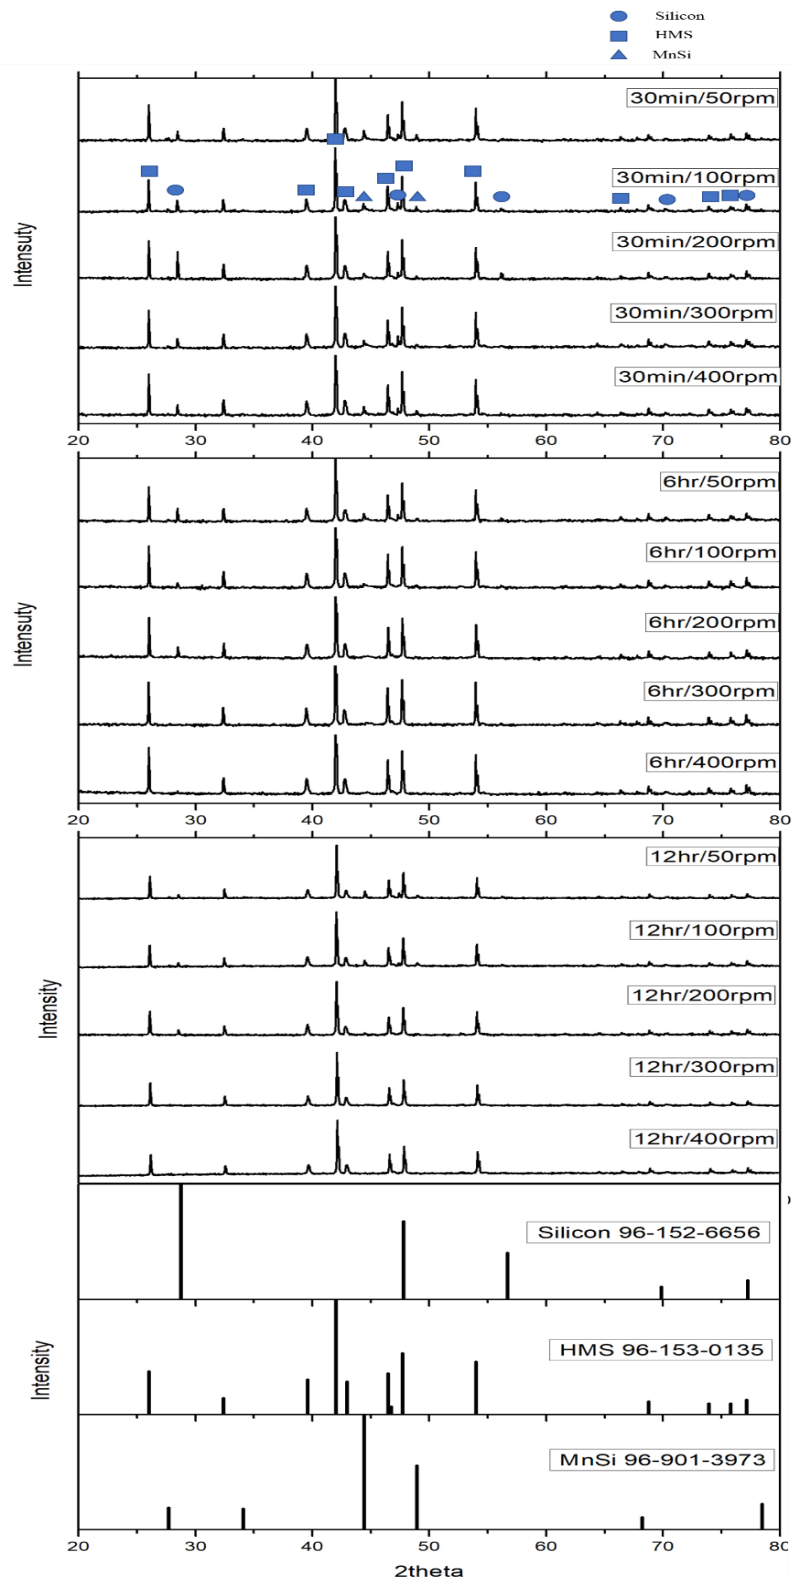 Silicon
HMS
MnSi
30min/50rpm
30min/100rpm
30min/200rpm
30min/300rpm
30min/400rpm
Intensuty
20 30 40 50 60 70 80
6hr/50rpm
6hr/100rpm
6hr/200rpm
6hr/300rpm
6hr/400rpm
Intensuty
20 30 40 50 60 70 80
12hr/50rpm
12hr/100rpm
12hr/200rpm
12hr/300rpm
12hr/400rpm
Intensity
Silicon 96-152-6656
HMS 96-153-0135
MnSi 96-901-3973
Intensity
20 30 40 50 60 70 80
2theta